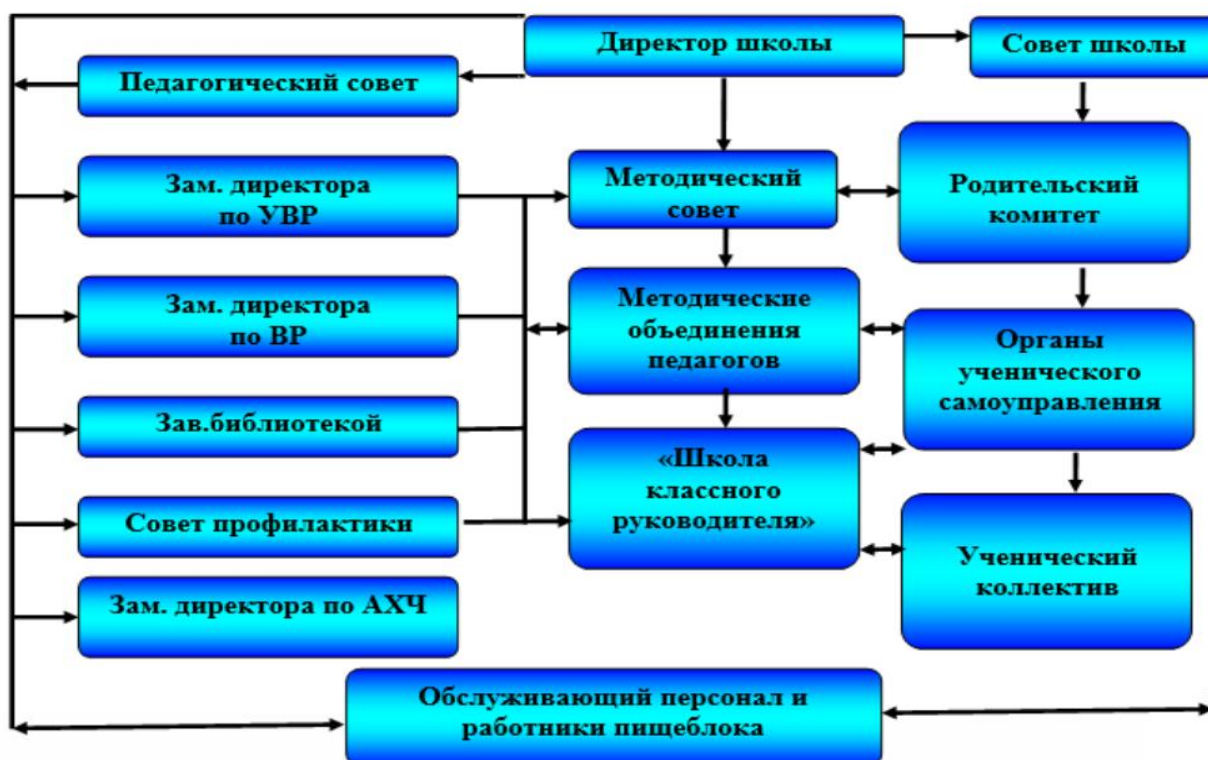 Директор школы
Совет школы
Педагогический совет
Зам. директора
по УВР
Методический
совет
Родительский
комитет
Зам. директора
по ВР
Методические
объединения
педагогов
Органы
ученического
самоуправления
Зав.библиотекой
«Школа
классного
руководителя»
Совет профилактики
Ученический
коллектив
Зам. директора по АХЧ
Обслуживающий персонал и
работники пищеблока